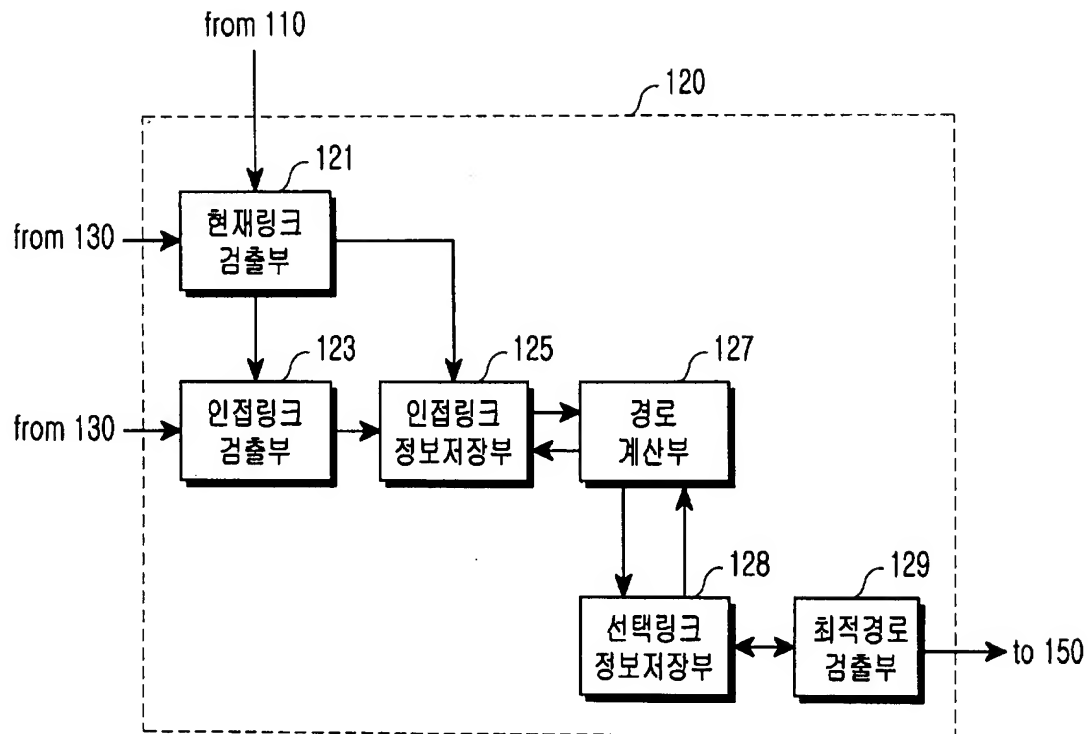 from 110
120
121
from 130
현재링크
검출부
123
125
127
from 130
인접링크
검출부
인접링크
정보저장부
경로
계산부
128
129
선택링크
정보저장부
최적경로
검출부
to 150